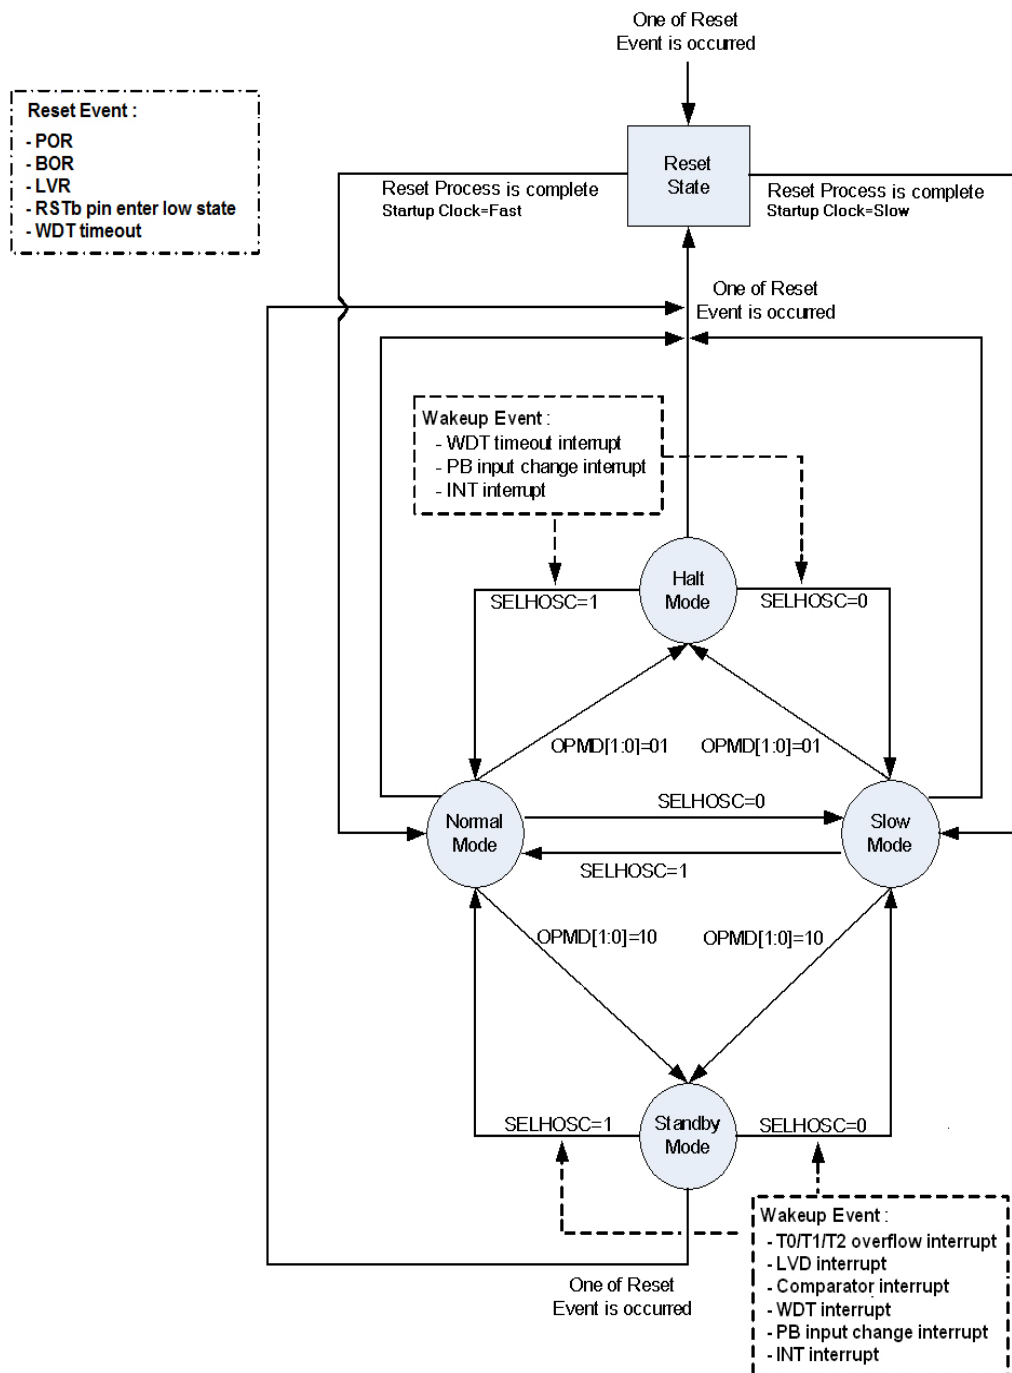 One of Reset
Event is occurred
Reset Event :
- POR
- BOR
- LVR
- RSTb pin enter low state
- WDT timeout
Reset
State
Reset Process is complete
Startup Clock=Fast
Reset Process is complete
Startup Clock=Slow
One of Reset
Event is occurred
Wakeup Event :
- WDT timeout interrupt
- PB input change interrupt
- INT interrupt
Halt
Mode
SELHOSC=1
SELHOSC=0
OPMD[1:0]=01
OPMD[1:0]=01
SELHOSC=0
Normal
Mode
Slow
Mode
SELHOSC=1
OPMD[1:0]=10
OPMD[1:0]=10
SELHOSC=1
Standby
Mode
SELHOSC=0
Wakeup Event :
- T0/T1/T2 overflow interrupt
- LVD interrupt
- Comparator interrupt
- WDT interrupt
- PB input change interrupt
- INT interrupt
One of Reset
Event is occurred